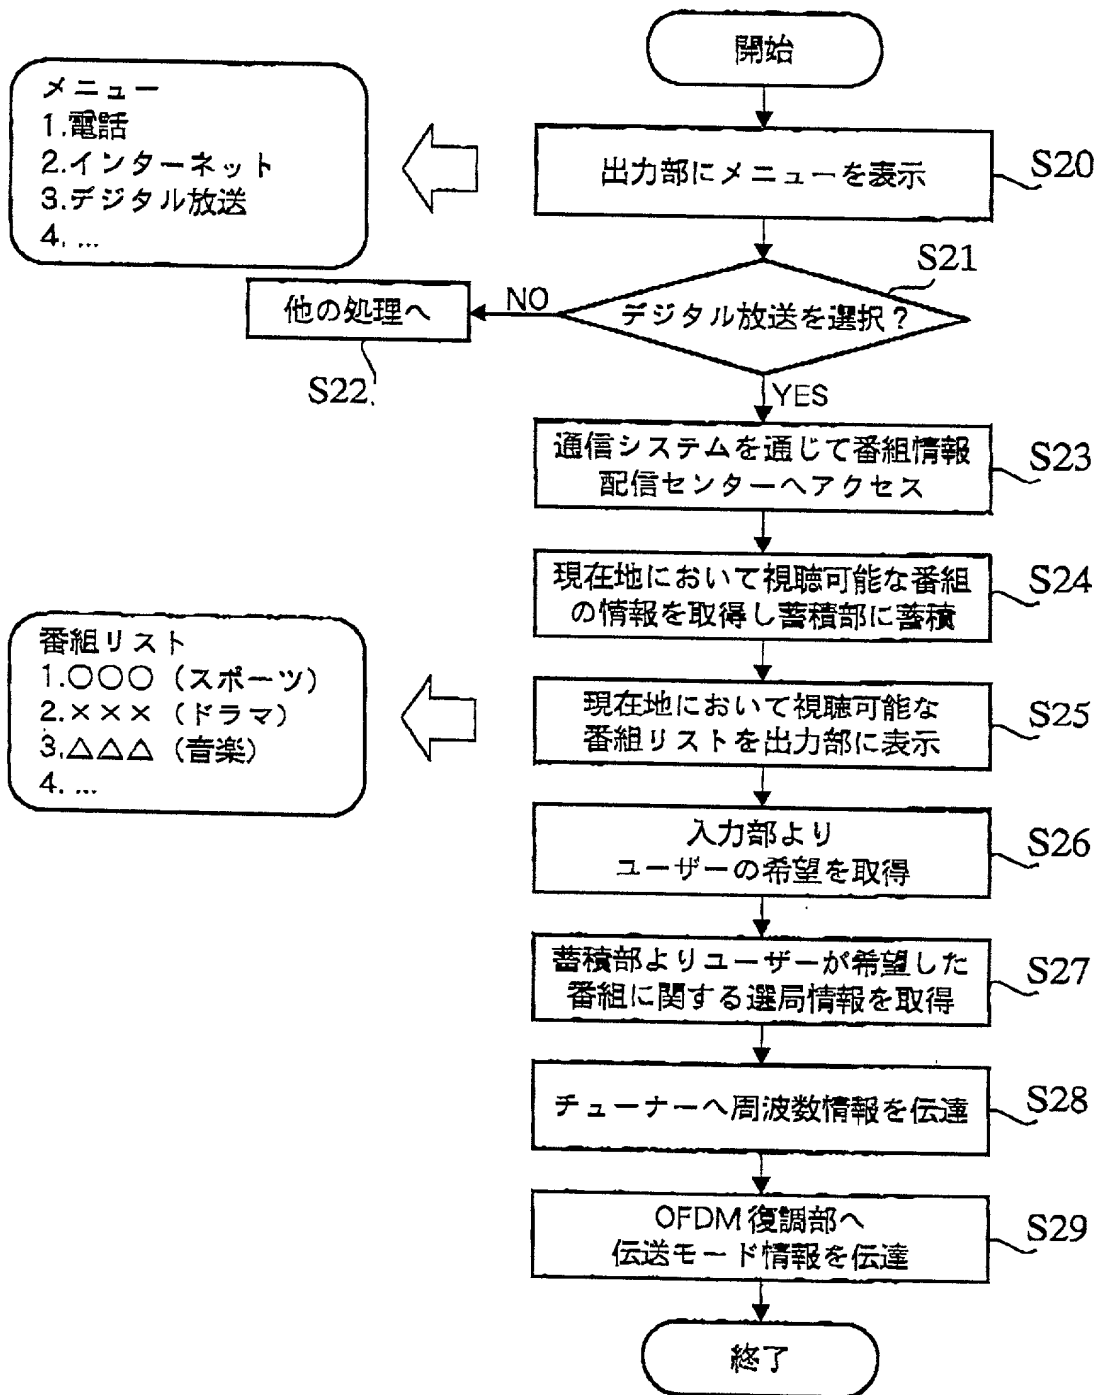 開始
メニュー
1.電話
2.インターネット
3.デジタル放送
4. ...
出力部にメニューを表示
S20
S21
デジタル放送を選択？
NO
他の処理へ
S22
YES
通信システムを通じて番組情報
配信センターへアクセス
S23
現在地において視聴可能な番組
の情報を取得し蓄積部に蓄積
S24
番組リスト
1.○○○（スポーツ）
2.×××（ドラマ）
3.△△△（音楽）
4. ...
現在地において視聴可能な
番組リストを出力部に表示
S25
入力部より
ユーザーの希望を取得
S26
蓄積部よりユーザーが希望した
番組に関する選局情報を取得
S27
チューナーへ周波数情報を伝達
S28
OFDM復調部へ
伝送モード情報を伝達
S29
終了